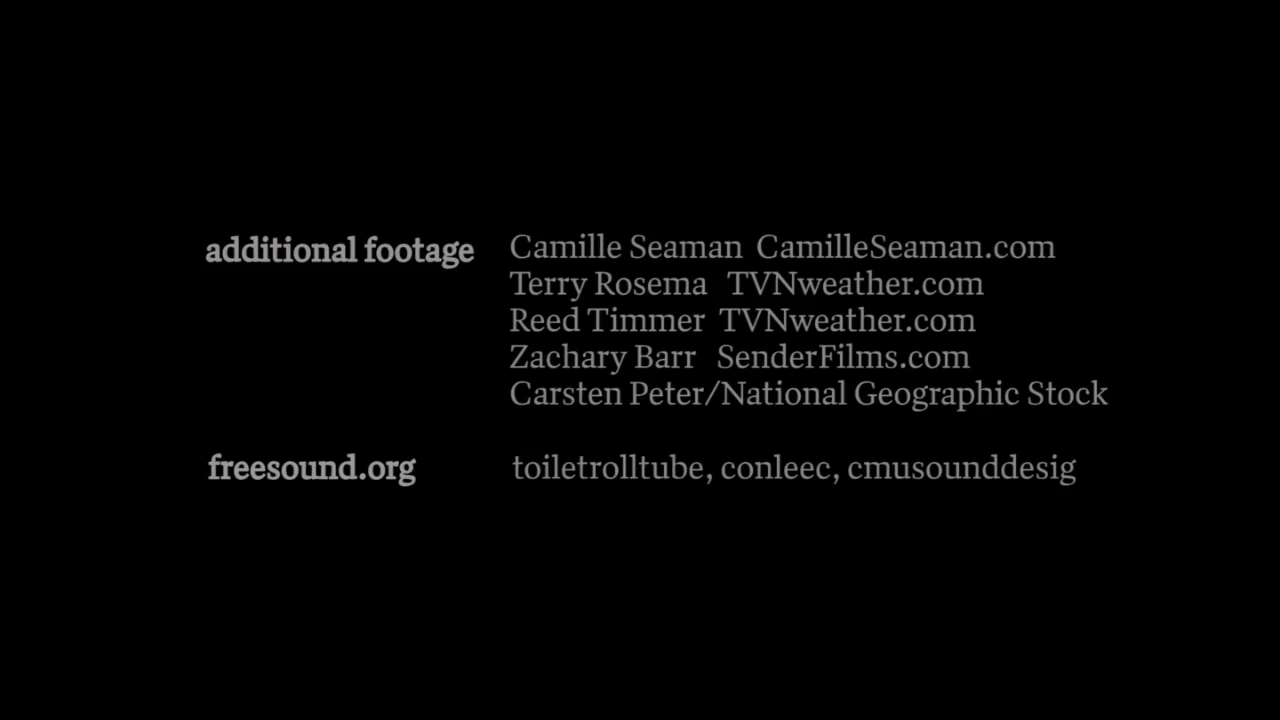 additional footage Camille Seaman CamilleSeaman.com
Terry Rosema TVNweather.com
Reed Timmer TVNweather.com
Zachary Barr SenderFilms.com
Carsten Peter/National Geographic Stock
freesound.org toiletrolltube, conleec, cmusounddesig